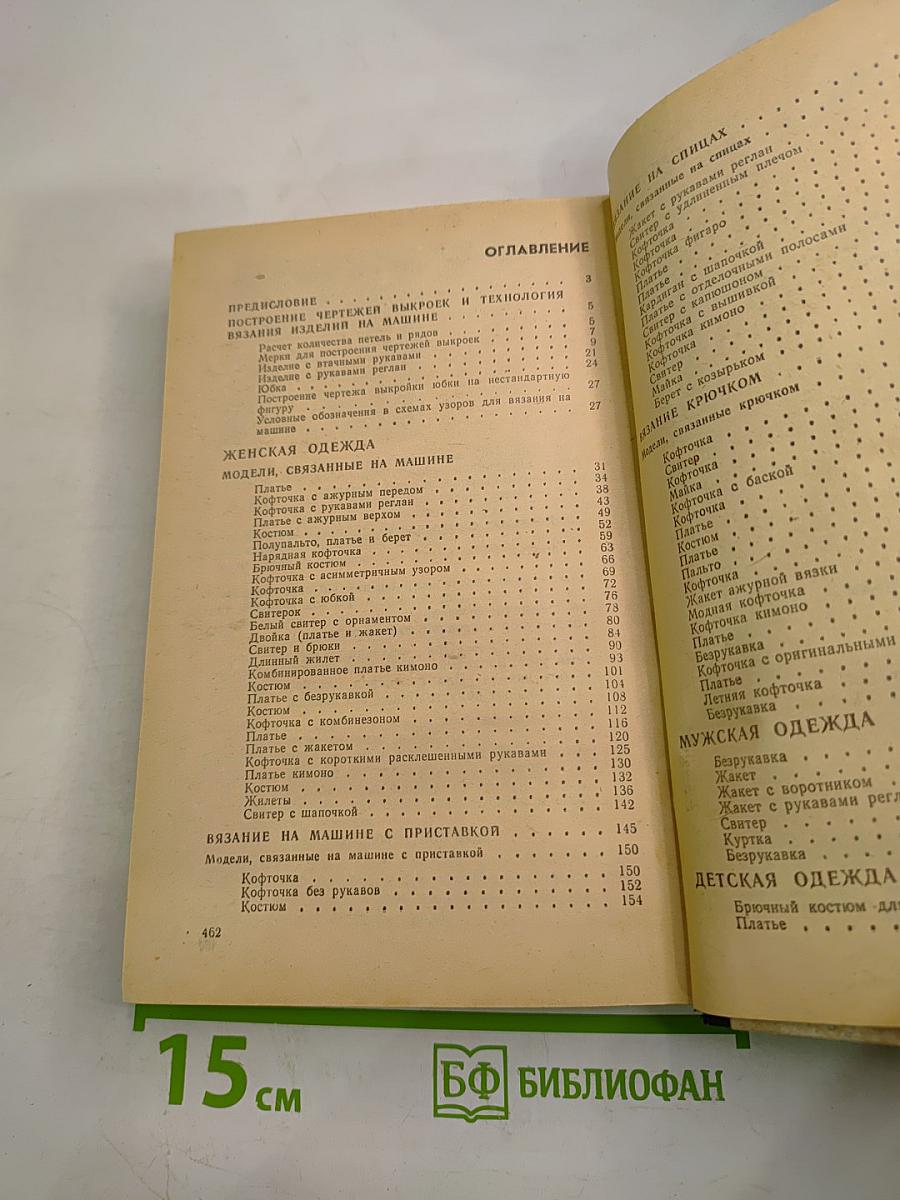 ОГЛАВЛЕНИЕ
ПРЕДИСЛОВИЕ . . . . . . . . . . . . . . . 3
ПОСТРОЕНИЕ ЧЕРТЕЖЕЙ ВЫКРОЕК И ТЕХНОЛОГИЯ
ВЯЗАНИЯ ИЗДЕЛИЙ НА МАШИНЕ . . . . . . . . 5
Расчет количества петель и рядов . . . . . . . . 5
Мерки для построения чертежей выкроек . . . . . 7
Изделие с втачными рукавами . . . . . . . . . 9
Изделие с рукавами реглан . . . . . . . . . . 21
Юбка . . . . . . . . . . . . . . . . . . 24
Построение чертежа выкройки юбки на нестандартную
фигуру . . . . . . . . . . . . . . . . . 27
Условные обозначения в схемах узоров для вязания на
машине . . . . . . . . . . . . . . . . . 27
ЖЕНСКАЯ ОДЕЖДА
МОДЕЛИ, СВЯЗАННЫЕ НА МАШИНЕ
Платье . . . . . . . . . . . . . . . . . 31
Кофточка с ажурным передом . . . . . . . . . 34
Кофточка с рукавами реглан . . . . . . . . . 38
Платье с ажурным верхом . . . . . . . . . . 43
Костюм . . . . . . . . . . . . . . . . . 49
Полупальто, платье и берет . . . . . . . . . . 52
Нарядная кофточка . . . . . . . . . . . . . 59
Брючный костюм . . . . . . . . . . . . . . 63
Кофточка с асимметричным узором . . . . . . . 66
Кофточка . . . . . . . . . . . . . . . . 69
Кофточка с юбкой . . . . . . . . . . . . . 72
Свитерок . . . . . . . . . . . . . . . . 76
Белый свитер с орнаментом . . . . . . . . . . 78
Двойка (платье и жакет) . . . . . . . . . . . 80
Свитер и брюки . . . . . . . . . . . . . . 84
Длинный жилет . . . . . . . . . . . . . . 90
Комбинированное платье кимоно . . . . . . . . 93
Костюм . . . . . . . . . . . . . . . . . 101
Платье с безрукавкой . . . . . . . . . . . . 104
Костюм . . . . . . . . . . . . . . . . . 108
Кофточка с комбинезоном . . . . . . . . . . 112
Платье . . . . . . . . . . . . . . . . . 116
Платье с жакетом . . . . . . . . . . . . . 120
Кофточка с короткими расклешенными рукавами . . . 125
Платье кимоно . . . . . . . . . . . . . . 130
Костюм . . . . . . . . . . . . . . . . . 132
Жилеты . . . . . . . . . . . . . . . . . 136
Свитер с шапочкой . . . . . . . . . . . . . 142
ВЯЗАНИЕ НА МАШИНЕ С ПРИСТАВКОЙ . . . . . . 145
Модели, связанные на машине с приставкой . . . . . . . 150
Кофточка . . . . . . . . . . . . . . . . 150
Кофточка без рукавов . . . . . . . . . . . . 152
Костюм . . . . . . . . . . . . . . . . . 154
462
НА СПИЦАХ
связанные на спицах
Жакет с рукавами реглан
Свитер с удлиненным плечом
Кофточка
Кофточка фигаро
Платье
Платье
Кардиган с шапочкой
Платье с отделочными полосами
Свитер с капюшоном
Кофточка с вышивкой
Кофточка кимоно
Кофточка
Свитер
Майка
Берет с козырьком
ВЯЗАНИЕ КРЮЧКОМ
Модели, связанные крючком
Кофточка
Свитер
Кофточка
Майка
Кофточка с баской
Кофточка
Платье
Костюм
Платье
Пальто
Кофточка
Жакет ажурной вязки
Модная кофточка
Кофточка кимоно
Платье
Безрукавка
Кофточка с оригинальными
Платье
Летняя кофточка
Безрукавка
МУЖСКАЯ ОДЕЖДА
Безрукавка
Жакет
Жакет с воротником
Жакет с рукавами
Свитер
Куртка
Безрукавка
ДЕТСКАЯ ОДЕЖДА
Брючный костюм
Платье
15 см
БФ БИБЛИОФАН